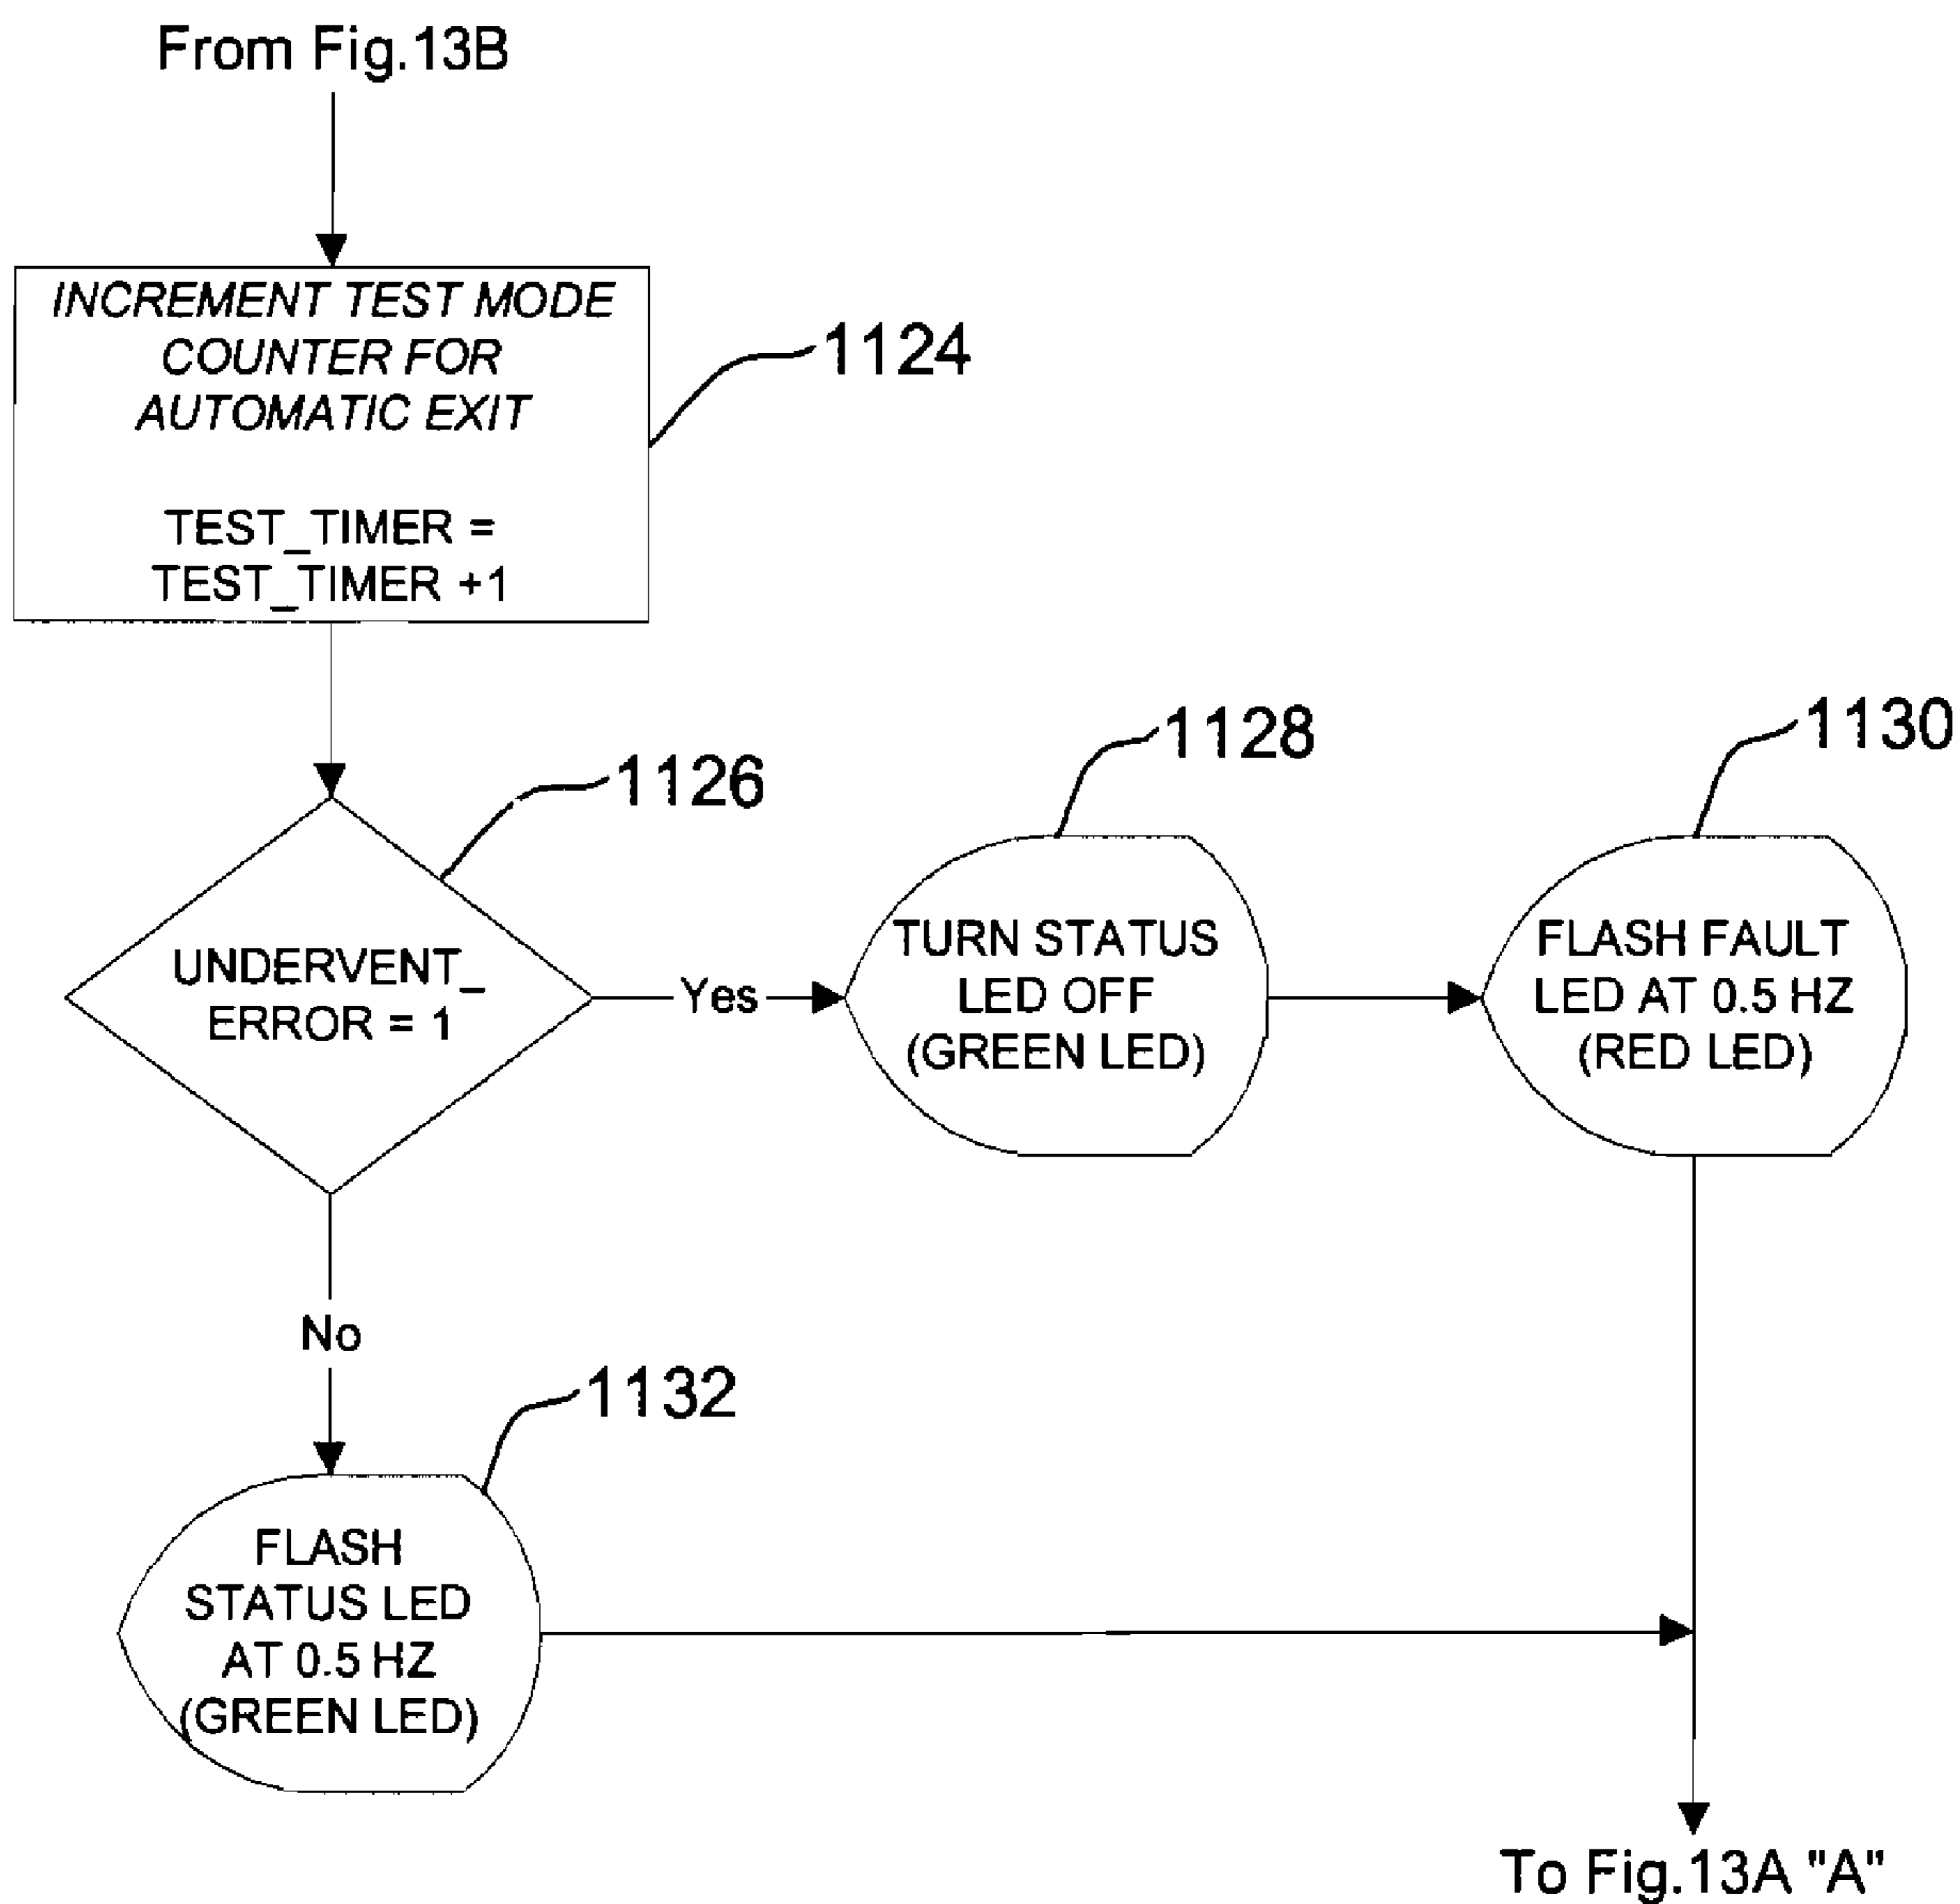 From Fig.13B
INCREMENT TEST MODE
COUNTER FOR
AUTOMATIC EXIT
TEST_TIMER =
TEST_TIMER +1
1124
1126
UNDERVENT_
ERROR = 1
Yes
1128
TURN STATUS
LED OFF
(GREEN LED)
1130
FLASH FAULT
LED AT 0.5 HZ
(RED LED)
No
1132
FLASH
STATUS LED
AT 0.5 HZ
(GREEN LED)
To Fig.13A "A"